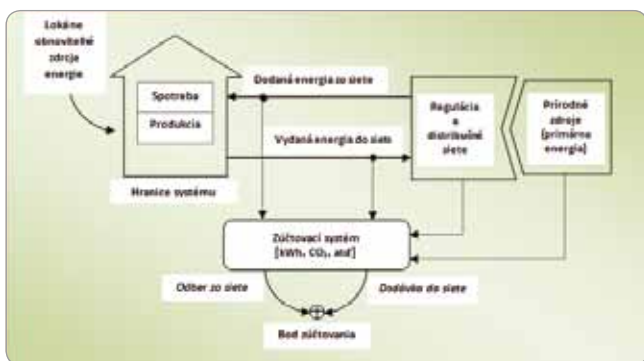 Lokálne
obnoviteľné
zdroje
energie
Spotreba
Produkcia
Hranice systému
Dodaná energia zo siete
Vydaná energia do siete
Regulácia
a
distribučné
siete
Prírodné
zdroje
(primárna
energia)
Zúčtovací systém
[kWh, CO₂, atď]
Odber zo siete
Dodávka do siete
Bod zúčtovania